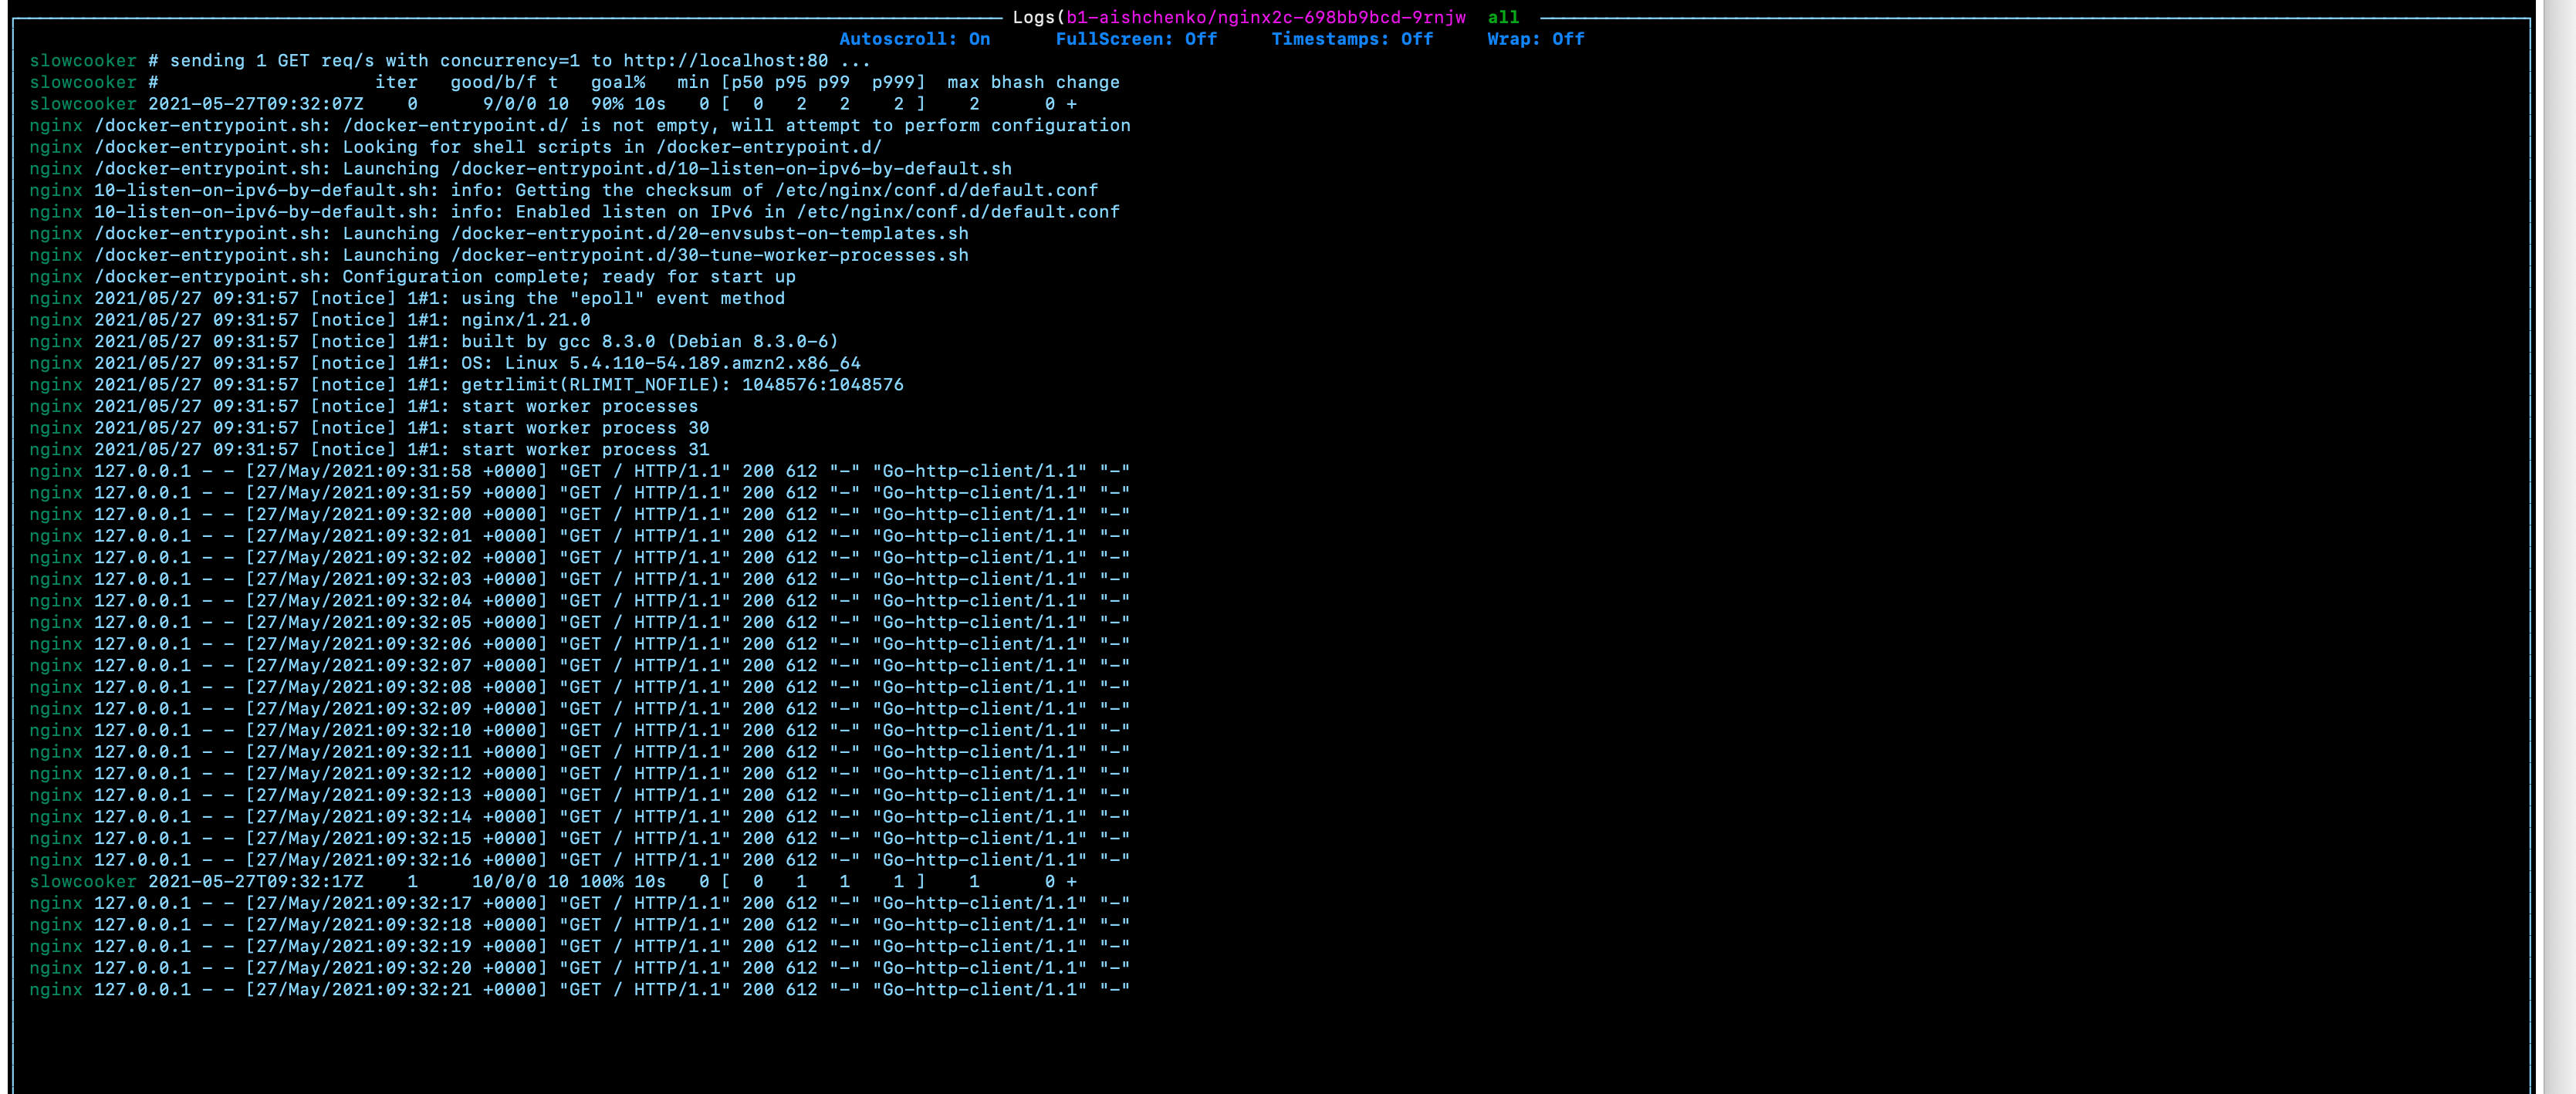 Logs(b1-aishchenko/nginx2c-698bb9bcd-9rnjw all
Autoscroll: On FullScreen: Off Timestamps: Off Wrap: Off
slowcooker # sending 1 GET req/s with concurrency=1 to http://localhost:80 ...
slowcooker # iter good/b/f t goal% min [p50 p95 p99 p999] max bhash change
slowcooker 2021-05-27T09:32:07Z 0 9/0/0 10 90% 10s 0 [ 0 2 2 2 ] 2 0 +
nginx /docker-entrypoint.sh: /docker-entrypoint.d/ is not empty, will attempt to perform configuration
nginx /docker-entrypoint.sh: Looking for shell scripts in /docker-entrypoint.d/
nginx /docker-entrypoint.sh: Launching /docker-entrypoint.d/10-listen-on-ipv6-by-default.sh
nginx 10-listen-on-ipv6-by-default.sh: info: Getting the checksum of /etc/nginx/conf.d/default.conf
nginx 10-listen-on-ipv6-by-default.sh: info: Enabled listen on IPv6 in /etc/nginx/conf.d/default.conf
nginx /docker-entrypoint.sh: Launching /docker-entrypoint.d/20-envsubst-on-templates.sh
nginx /docker-entrypoint.sh: Launching /docker-entrypoint.d/30-tune-worker-processes.sh
nginx /docker-entrypoint.sh: Configuration complete; ready for start up
nginx 2021/05/27 09:31:57 [notice] 1#1: using the "epoll" event method
nginx 2021/05/27 09:31:57 [notice] 1#1: nginx/1.21.0
nginx 2021/05/27 09:31:57 [notice] 1#1: built by gcc 8.3.0 (Debian 8.3.0-6)
nginx 2021/05/27 09:31:57 [notice] 1#1: OS: Linux 5.4.110-54.189.amzn2.x86_64
nginx 2021/05/27 09:31:57 [notice] 1#1: getrlimit(RLIMIT_NOFILE): 1048576:1048576
nginx 2021/05/27 09:31:57 [notice] 1#1: start worker processes
nginx 2021/05/27 09:31:57 [notice] 1#1: start worker process 30
nginx 2021/05/27 09:31:57 [notice] 1#1: start worker process 31
nginx 127.0.0.1 - - [27/May/2021:09:31:58 +0000] "GET / HTTP/1.1" 200 612 "-" "Go-http-client/1.1" "-"
nginx 127.0.0.1 - - [27/May/2021:09:31:59 +0000] "GET / HTTP/1.1" 200 612 "-" "Go-http-client/1.1" "-"
nginx 127.0.0.1 - - [27/May/2021:09:32:00 +0000] "GET / HTTP/1.1" 200 612 "-" "Go-http-client/1.1" "-"
nginx 127.0.0.1 - - [27/May/2021:09:32:01 +0000] "GET / HTTP/1.1" 200 612 "-" "Go-http-client/1.1" "-"
nginx 127.0.0.1 - - [27/May/2021:09:32:02 +0000] "GET / HTTP/1.1" 200 612 "-" "Go-http-client/1.1" "-"
nginx 127.0.0.1 - - [27/May/2021:09:32:03 +0000] "GET / HTTP/1.1" 200 612 "-" "Go-http-client/1.1" "-"
nginx 127.0.0.1 - - [27/May/2021:09:32:04 +0000] "GET / HTTP/1.1" 200 612 "-" "Go-http-client/1.1" "-"
nginx 127.0.0.1 - - [27/May/2021:09:32:05 +0000] "GET / HTTP/1.1" 200 612 "-" "Go-http-client/1.1" "-"
nginx 127.0.0.1 - - [27/May/2021:09:32:06 +0000] "GET / HTTP/1.1" 200 612 "-" "Go-http-client/1.1" "-"
nginx 127.0.0.1 - - [27/May/2021:09:32:07 +0000] "GET / HTTP/1.1" 200 612 "-" "Go-http-client/1.1" "-"
nginx 127.0.0.1 - - [27/May/2021:09:32:08 +0000] "GET / HTTP/1.1" 200 612 "-" "Go-http-client/1.1" "-"
nginx 127.0.0.1 - - [27/May/2021:09:32:09 +0000] "GET / HTTP/1.1" 200 612 "-" "Go-http-client/1.1" "-"
nginx 127.0.0.1 - - [27/May/2021:09:32:10 +0000] "GET / HTTP/1.1" 200 612 "-" "Go-http-client/1.1" "-"
nginx 127.0.0.1 - - [27/May/2021:09:32:11 +0000] "GET / HTTP/1.1" 200 612 "-" "Go-http-client/1.1" "-"
nginx 127.0.0.1 - - [27/May/2021:09:32:12 +0000] "GET / HTTP/1.1" 200 612 "-" "Go-http-client/1.1" "-"
nginx 127.0.0.1 - - [27/May/2021:09:32:13 +0000] "GET / HTTP/1.1" 200 612 "-" "Go-http-client/1.1" "-"
nginx 127.0.0.1 - - [27/May/2021:09:32:14 +0000] "GET / HTTP/1.1" 200 612 "-" "Go-http-client/1.1" "-"
nginx 127.0.0.1 - - [27/May/2021:09:32:15 +0000] "GET / HTTP/1.1" 200 612 "-" "Go-http-client/1.1" "-"
nginx 127.0.0.1 - - [27/May/2021:09:32:16 +0000] "GET / HTTP/1.1" 200 612 "-" "Go-http-client/1.1" "-"
slowcooker 2021-05-27T09:32:17Z 1 10/0/0 10 100% 10s 0 [ 0 1 1 1 ] 1 0 +
nginx 127.0.0.1 - - [27/May/2021:09:32:17 +0000] "GET / HTTP/1.1" 200 612 "-" "Go-http-client/1.1" "-"
nginx 127.0.0.1 - - [27/May/2021:09:32:18 +0000] "GET / HTTP/1.1" 200 612 "-" "Go-http-client/1.1" "-"
nginx 127.0.0.1 - - [27/May/2021:09:32:19 +0000] "GET / HTTP/1.1" 200 612 "-" "Go-http-client/1.1" "-"
nginx 127.0.0.1 - - [27/May/2021:09:32:20 +0000] "GET / HTTP/1.1" 200 612 "-" "Go-http-client/1.1" "-"
nginx 127.0.0.1 - - [27/May/2021:09:32:21 +0000] "GET / HTTP/1.1" 200 612 "-" "Go-http-client/1.1" "-"